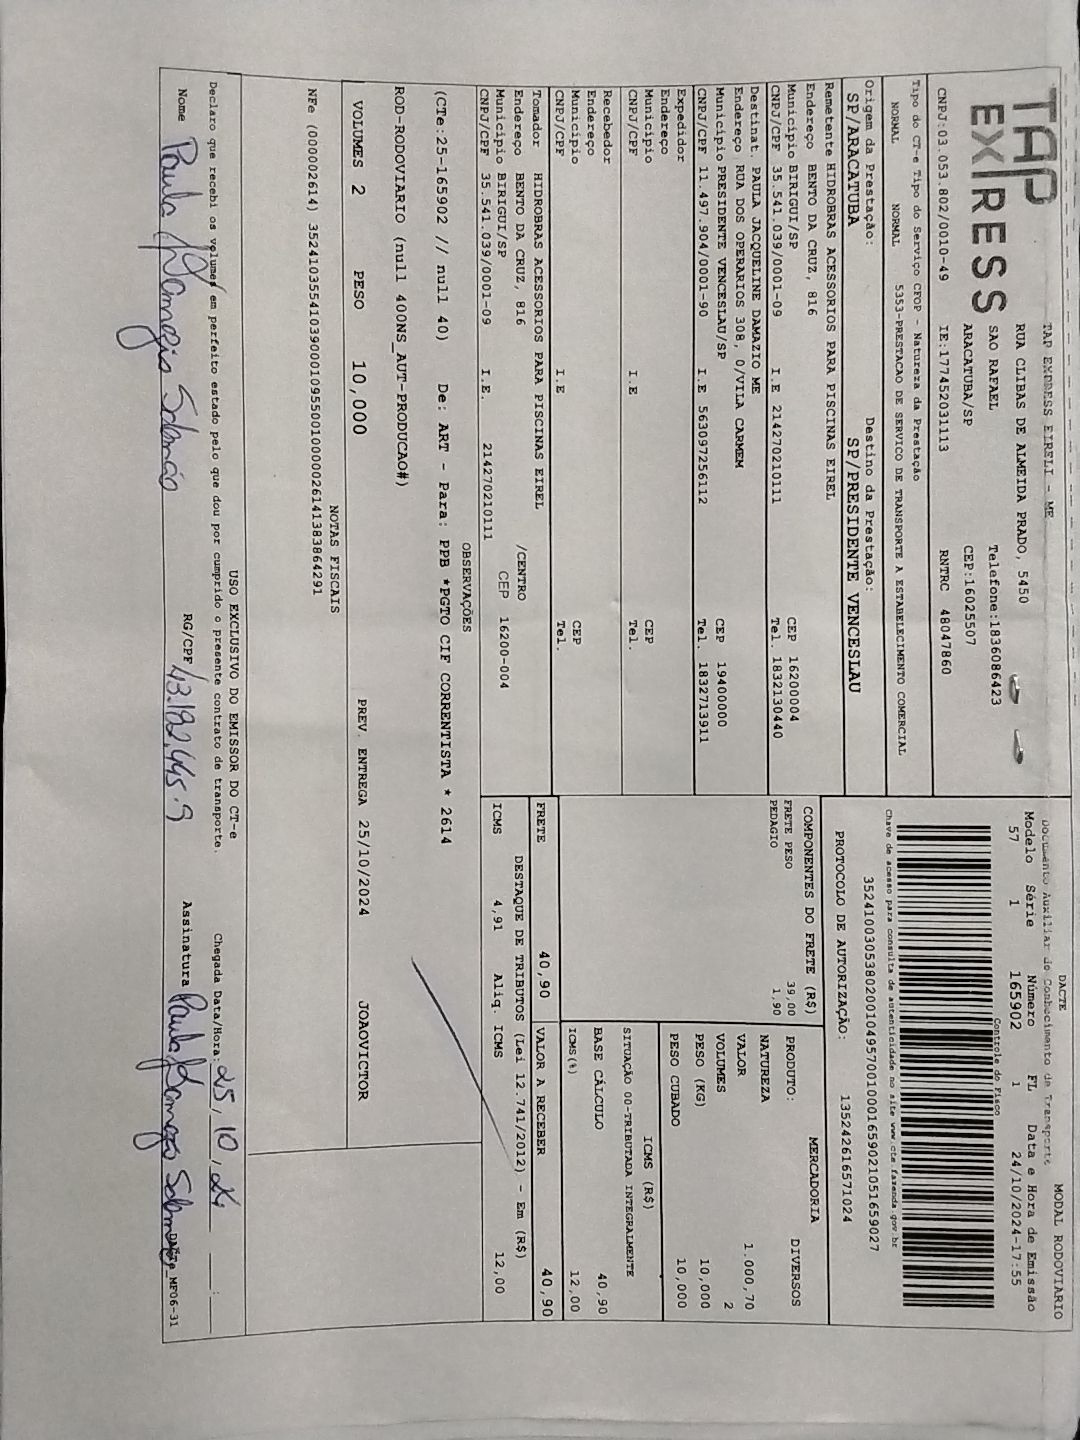 TAP EXPRESS
TAP EXPRESS EIRELI - ME
RUA CLIBAS DE ALMEIDA PRADO, 5450
SAO RAFAEL Telefone:1836086423
ARACATUBA/SP CEP:16025507
CNPJ:03.053.802/0010-49 IE:177452031113 RNTRC 48047860
Tipo do CT-e Tipo do Serviço CFOP - Natureza da Prestação
NORMAL NORMAL 5353-PRESTACAO DE SERVICO DE TRANSPORTE A ESTABELECIMENTO COMERCIAL
Origem da Prestação: Destino da Prestação:
SP/ARACATUBA SP/PRESIDENTE VENCESLAU
Remetente HIDROBRAS ACESSORIOS PARA PISCINAS EIREL
Endereço BENTO DA CRUZ, 816
Município BIRIGUI/SP CEP 16200004
CNPJ/CPF 35.541.039/0001-09 I.E 214270210111 Tel. 1832130440
Destinat. PAULA JACQUELINE DAMAZIO ME
Endereço RUA DOS OPERARIOS 308, 0/VILA CARMEM
Município PRESIDENTE VENCESLAU/SP CEP 19400000
CNPJ/CPF 11.497.904/0001-90 I.E 563097256112 Tel. 1832713911
Expedidor
Endereço
Município CEP
CNPJ/CPF I.E Tel.
Recebedor
Endereço
Município CEP
CNPJ/CPF I.E Tel.
Tomador HIDROBRAS ACESSORIOS PARA PISCINAS EIREL
Endereço BENTO DA CRUZ, 816 /CENTRO
Município BIRIGUI/SP CEP 16200-004
CNPJ/CPF 35.541.039/0001-09 I.E. 214270210111
DACTE MODAL RODOVIARIO
Documento Auxiliar do Conhecimento de Transporte
Modelo Série Número FL Data e Hora de Emissão
57 1 165902 1 24/10/2024-17:55
Controle do Fisco
Chave de acesso para consulta de autenticidade no site www.cte.fazenda.gov.br
35241003053802001049570010001659021051659027
PROTOCOLO DE AUTORIZAÇÃO: 135242616571024
COMPONENTES DO FRETE (R$)
FRETE PESO 39,00
PEDAGIO 1,90
MERCADORIA
PRODUTO: DIVERSOS
NATUREZA
VALOR 1.000,70
VOLUMES 2
PESO (KG) 10,000
PESO CUBADO 10,000
ICMS (R$)
SITUAÇÃO 00-TRIBUTADA INTEGRALMENTE
BASE CÁLCULO 40,90
ICMS(%) 12,00
FRETE 40,90 VALOR A RECEBER 40,90
DESTAQUE DE TRIBUTOS (Lei 12.741/2012) - Em (R$)
ICMS 4,91 Aliq. ICMS 12,00
OBSERVAÇÕES
(CTe:25-165902 // null 40) De: ART - Para: PPB *PGTO CIF CORRENTISTA * 2614
ROD-RODOVIARIO (null 400NS_AUT-PRODUCAO#)
VOLUMES 2 PESO 10,000 PREV. ENTREGA 25/10/2024 JOAOVICTOR
NOTAS FISCAIS
NFe (000002614) 35241035541039000109550010000026141383864291
USO EXCLUSIVO DO EMISSOR DO CT-e
Declaro que recebi os volumes em perfeito estado pelo que dou por cumprido o presente contrato de transporte. Chegada Data/Hora: 25/10/24 :
Nome Paula J Damazio Salomão RG/CPF 43.192.445-9 Assinatura Paula J Damazio Salomão
DACTe_MF06-31